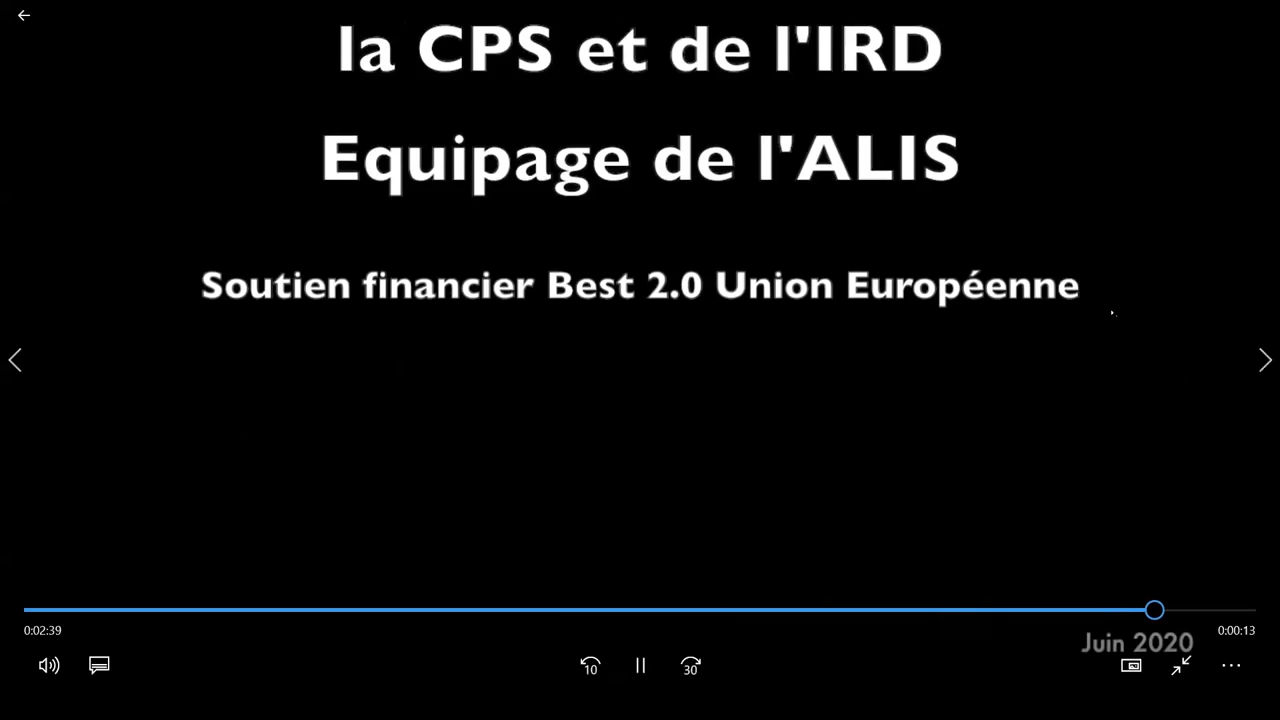 la CPS et de l'IRD
Equipage de l'ALIS
Soutien financier Best 2.0 Union Européenne
0:02:39
0:00:13
Juin 2020
10
30